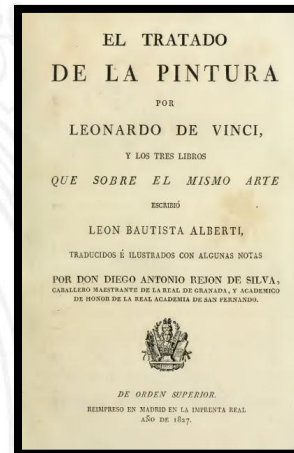 EL TRATADO
DE LA PINTURA
POR
LEONARDO DE VINCI,
Y LOS TRES LIBROS
QUE SOBRE EL MISMO ARTE
ESCRIBIÓ
LEON BAUTISTA ALBERTI,
TRADUCIDOS É ILUSTRADOS CON ALGUNAS NOTAS
POR DON DIEGO ANTONIO REJON DE SILVA,
CABALLERO MAESTRANTE DE LA REAL DE GRANADA, Y ACADEMICO
DE HONOR DE LA REAL ACADEMIA DE SAN FERNANDO.
DE ORDEN SUPERIOR.
REIMPRESO EN MADRID EN LA IMPRENTA REAL
AÑO DE 1827.